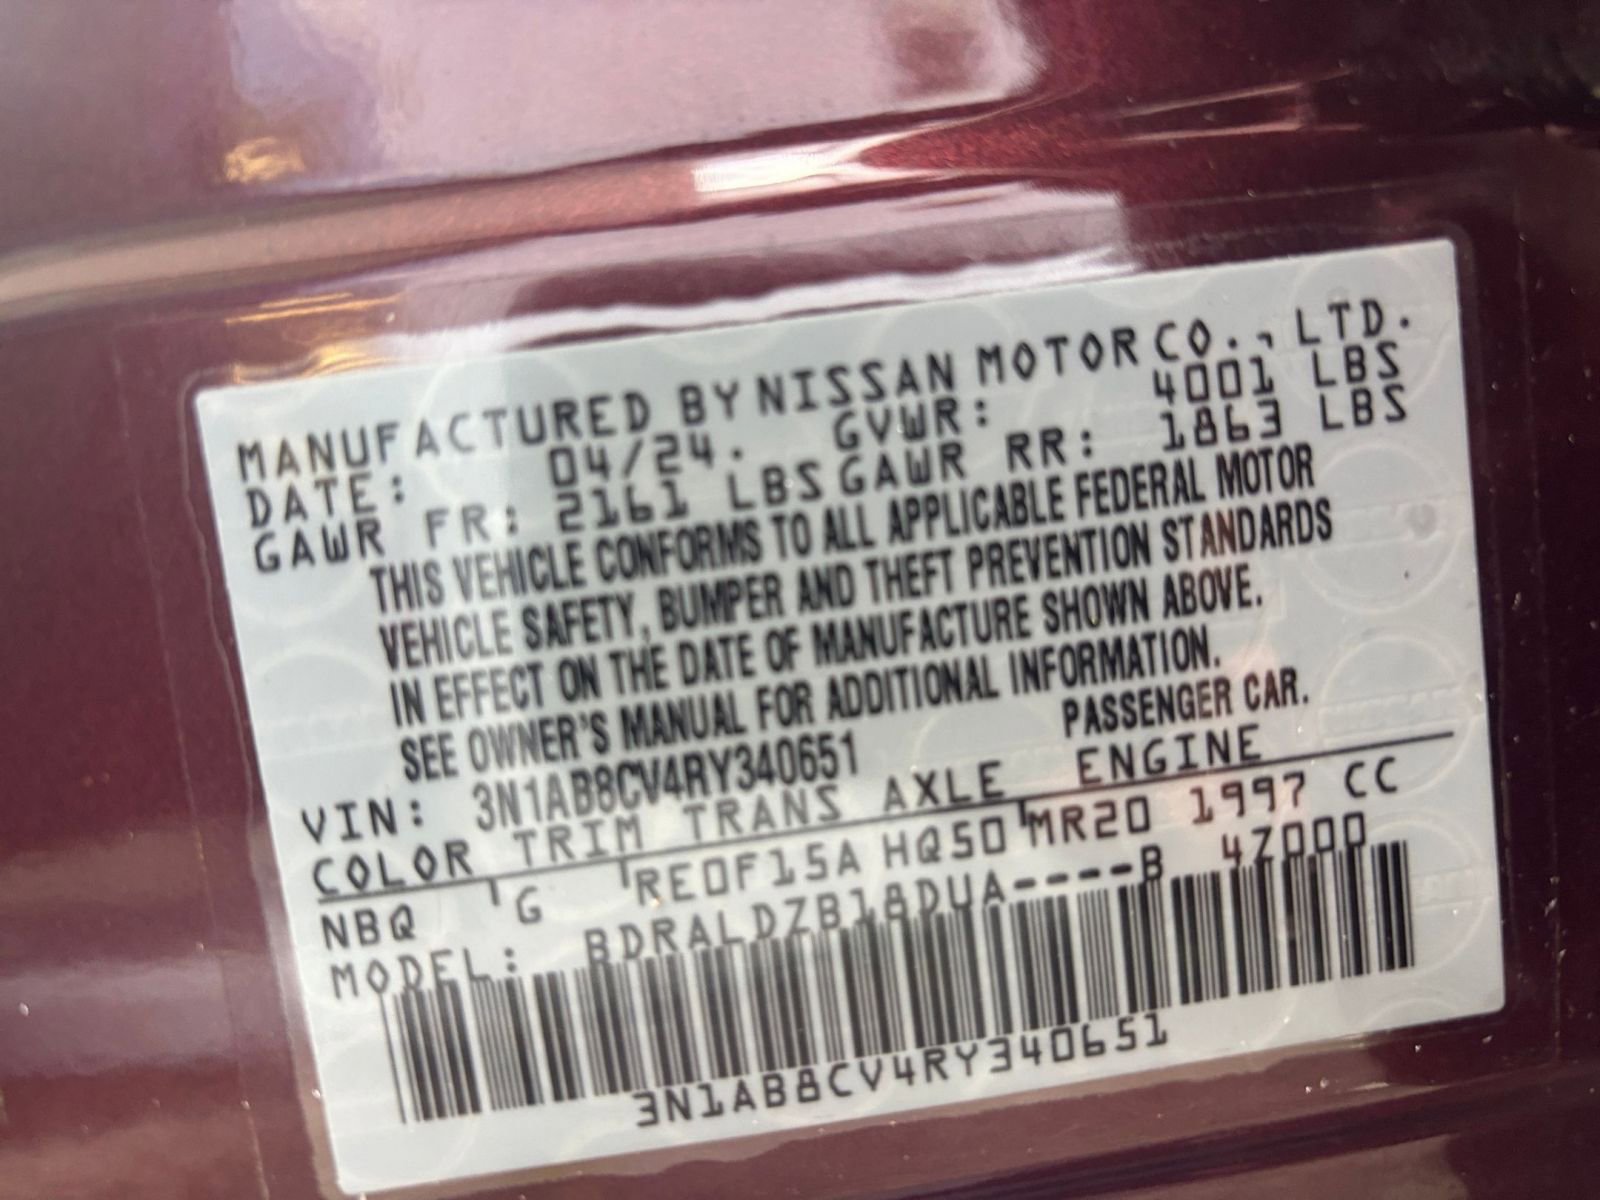 MANUFACTURED BY NISSAN MOTOR CO., LTD.
DATE: 04/24. GVWR: 4001 LBS
GAWR FR: 2161 LBS GAWR RR: 1863 LBS
THIS VEHICLE CONFORMS TO ALL APPLICABLE FEDERAL MOTOR
VEHICLE SAFETY, BUMPER AND THEFT PREVENTION STANDARDS
IN EFFECT ON THE DATE OF MANUFACTURE SHOWN ABOVE.
SEE OWNER'S MANUAL FOR ADDITIONAL INFORMATION.
VIN: 3N1AB8CV4RY340651 PASSENGER CAR.
COLOR TRIM TRANS AXLE ENGINE
NBQ G RE0F15A HQ50 MR20 1997 CC
MODEL: BDRALDZB18DUA----B 4Z000
3N1AB8CV4RY340651